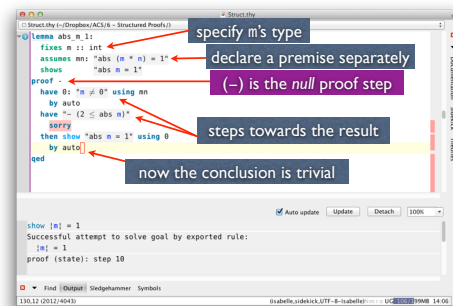 Struct.thy
Struct.thy (~/Dropbox/ACS/6 - Structured Proofs/)
lemma abs_m_1:
fixes m :: int
assumes mn: "abs (m * n) = 1"
shows "abs m = 1"
proof -
have 0: "m ≠ 0" using mn
by auto
have "~ (2 ≤ abs m)"
sorry
then show "abs m = 1" using 0
by auto
qed
specify m's type
declare a premise separately
(–) is the null proof step
steps towards the result
now the conclusion is trivial
Documentation
Sidekick
Theories
Auto update
Update
Detach
100%
show ¦m¦ = 1
Successful attempt to solve goal by exported rule:
¦m¦ = 1
proof (state): step 10
Find Output Sledgehammer Symbols
130,12 (2012/4043)
(isabelle,sidekick,UTF-8-Isabelle)
99MB 14:06